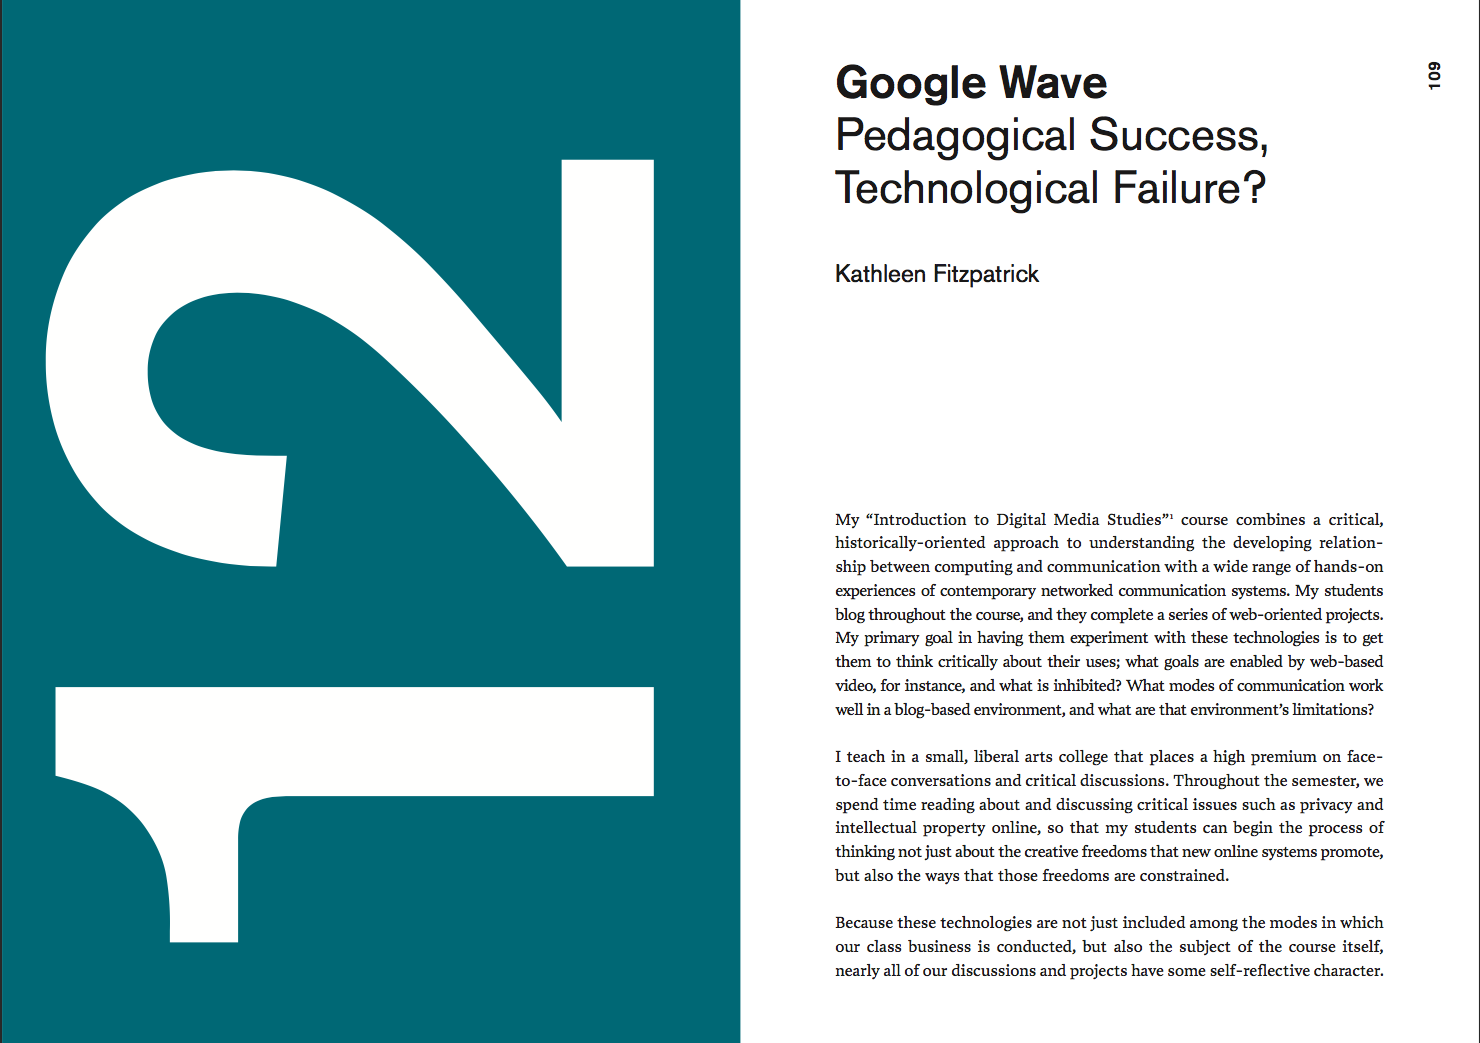 12
109
Google Wave
Pedagogical Success,
Technological Failure?
Kathleen Fitzpatrick
My “Introduction to Digital Media Studies”¹ course combines a critical,
historically-oriented approach to understanding the developing relation-
ship between computing and communication with a wide range of hands-on
experiences of contemporary networked communication systems. My students
blog throughout the course, and they complete a series of web-oriented projects.
My primary goal in having them experiment with these technologies is to get
them to think critically about their uses; what goals are enabled by web-based
video, for instance, and what is inhibited? What modes of communication work
well in a blog-based environment, and what are that environment’s limitations?
I teach in a small, liberal arts college that places a high premium on face-
to-face conversations and critical discussions. Throughout the semester, we
spend time reading about and discussing critical issues such as privacy and
intellectual property online, so that my students can begin the process of
thinking not just about the creative freedoms that new online systems promote,
but also the ways that those freedoms are constrained.
Because these technologies are not just included among the modes in which
our class business is conducted, but also the subject of the course itself,
nearly all of our discussions and projects have some self-reflective character.